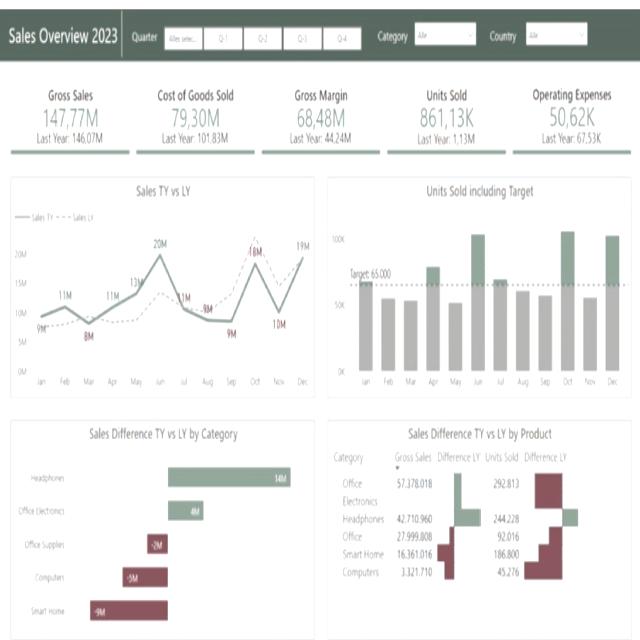 Sales Overview 2023
Quarter
Alles selec...
Q-1
Q-2
Q-3
Q-4
Category
Alle
Country
Alle
Gross Sales
147,77M
Last Year: 146,07M
Cost of Goods Sold
79,30M
Last Year: 101,83M
Gross Margin
68,48M
Last Year: 44,24M
Units Sold
861,13K
Last Year: 1,13M
Operating Expenses
50,62K
Last Year: 67,53K
Sales TY vs LY
Sales TY
Sales LY
20M
15M
10M
5M
0M
9M
11M
8M
11M
13M
20M
11M
9M
9M
18M
10M
19M
Jan Feb Mar Apr May Jun Jul Aug Sep Oct Nov Dec
Units Sold including Target
100K
50K
0K
Target: 65.000
Jan Feb Mar Apr May Jun Jul Aug Sep Oct Nov Dec
Sales Difference TY vs LY by Category
Headphones 14M
Office Electronics 4M
Office Supplies -2M
Computers -5M
Smart Home -9M
Sales Difference TY vs LY by Product
Category Gross Sales Difference LY Units Sold Difference LY
Office 57.378.018 292.813
Electronics
Headphones 42.710.960 244.228
Office 27.999.808 92.016
Smart Home 16.361.016 186.800
Computers 3.321.710 45.276